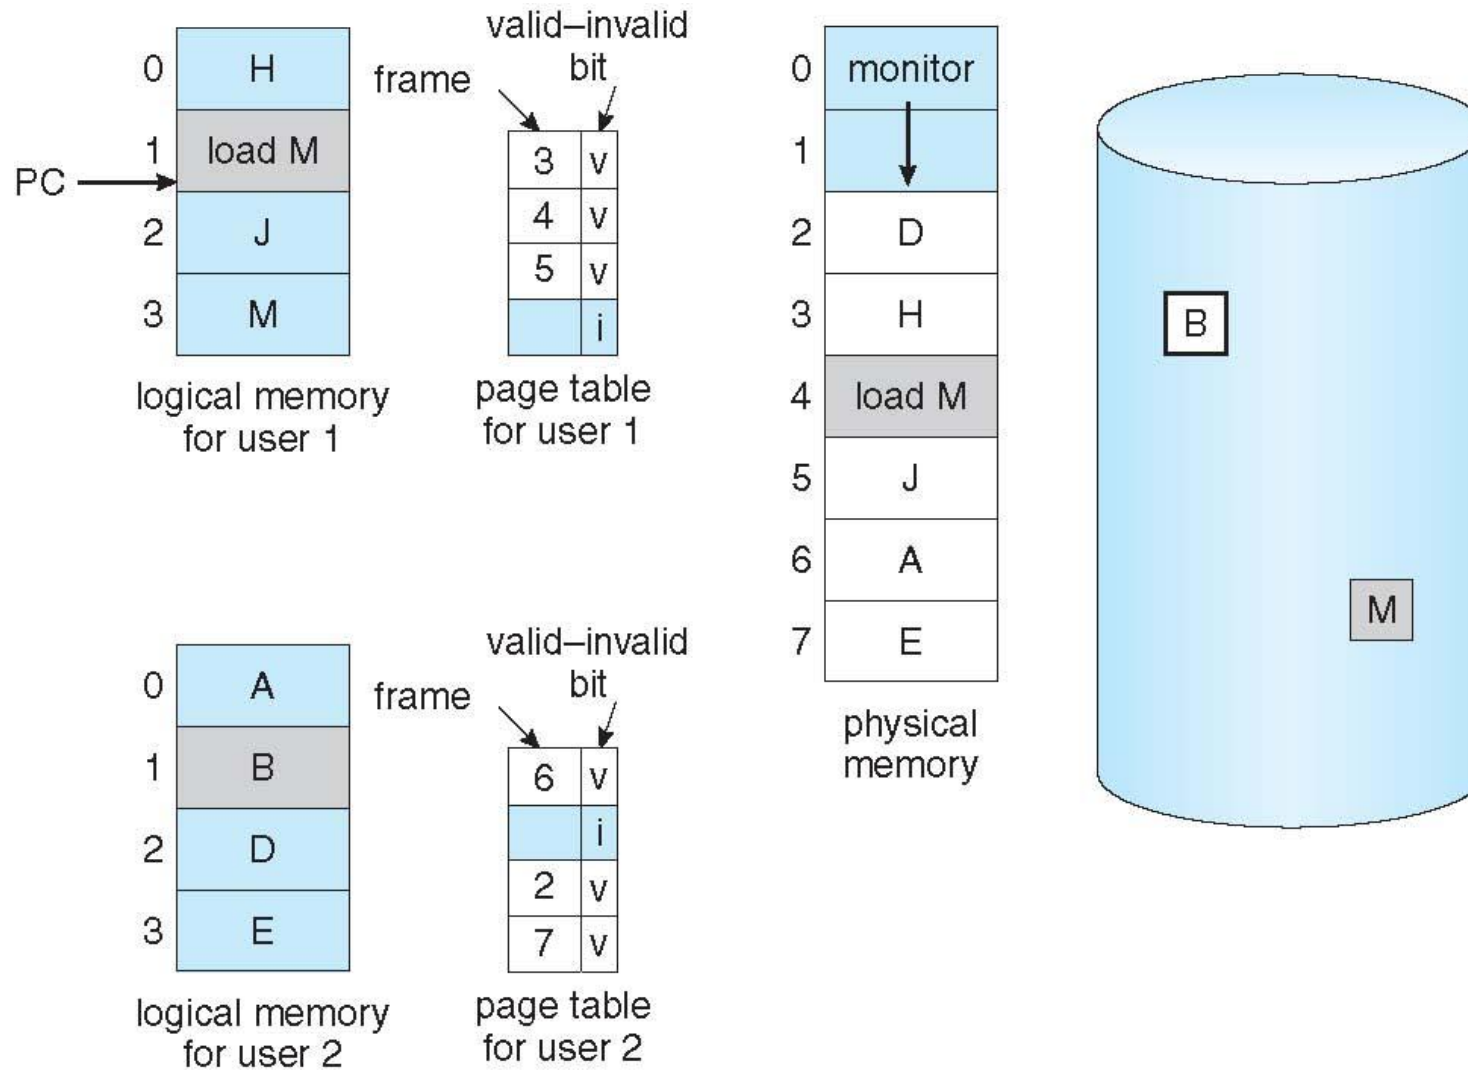 0 H
1 load M
PC
2 J
3 M
logical memory
for user 1
valid–invalid
bit
frame
3 v
4 v
5 v
i
page table
for user 1
0 monitor
1
2 D
3 H
4 load M
5 J
6 A
7 E
physical
memory
B
M
0 A
1 B
2 D
3 E
logical memory
for user 2
valid–invalid
bit
frame
6 v
i
2 v
7 v
page table
for user 2